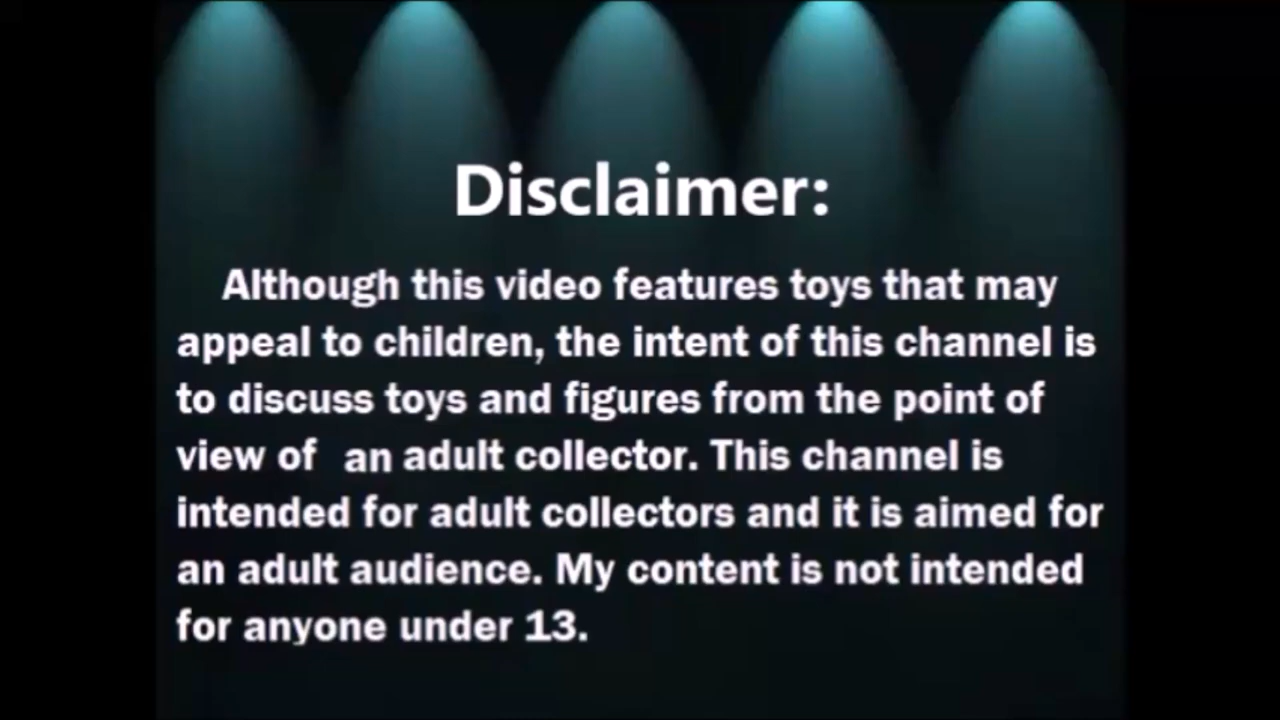 Disclaimer:
Although this video features toys that may
appeal to children, the intent of this channel is
to discuss toys and figures from the point of
view of an adult collector. This channel is
intended for adult collectors and it is aimed for
an adult audience. My content is not intended
for anyone under 13.